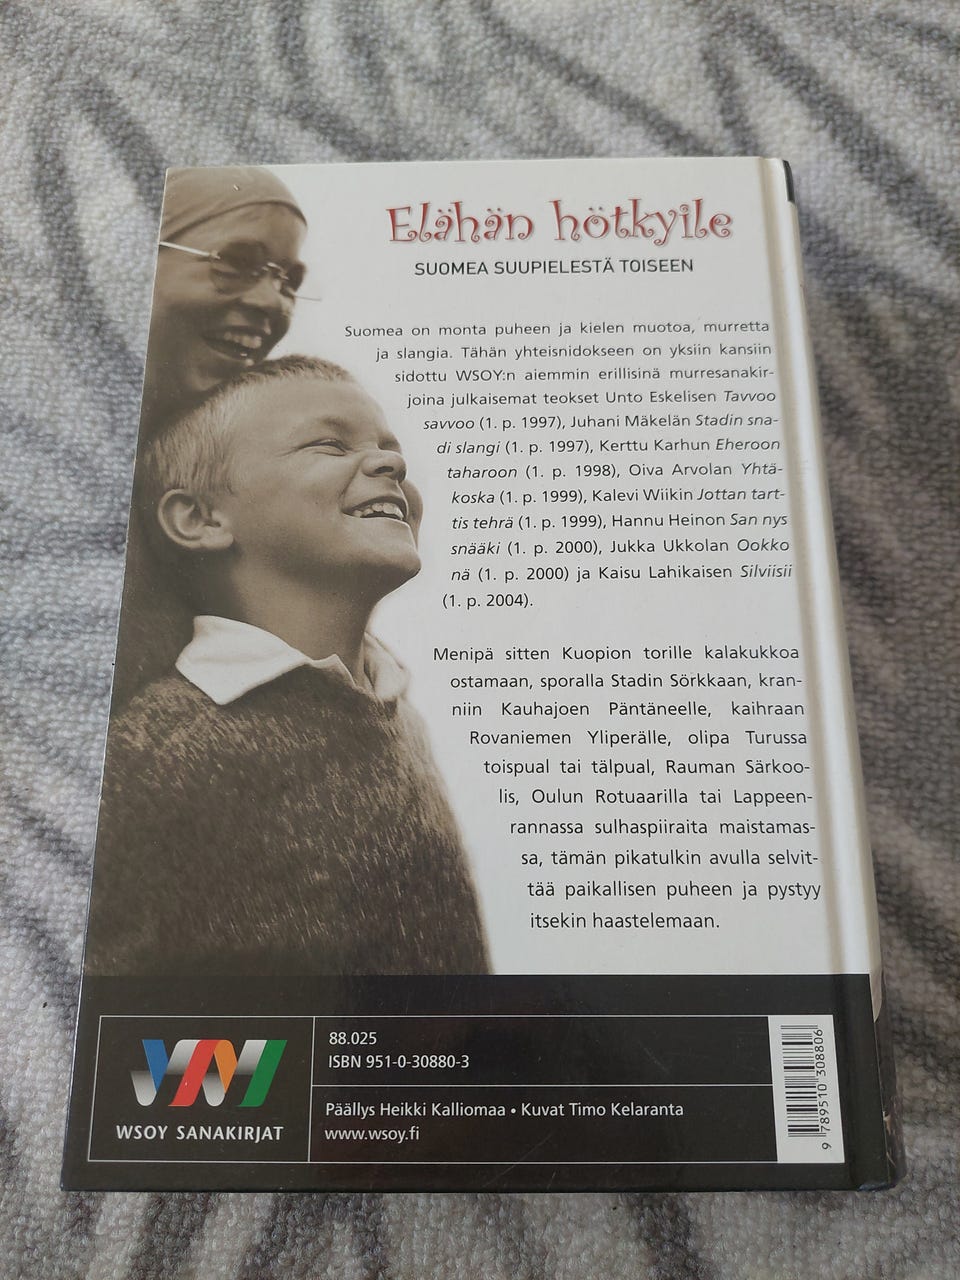 Elähän hötkyile
SUOMEA SUUPIELESTÄ TOISEEN
Suomea on monta puheen ja kielen muotoa, murretta
ja slangia. Tähän yhteisnidokseen on yksiin kansiin
sidottu WSOY:n aiemmin erillisinä murresanakir-
joina julkaisemat teokset Unto Eskelisen Tavvoo
savvoo (1. p. 1997), Juhani Mäkelän Stadin sna-
di slangi (1. p. 1997), Kerttu Karhun Eheroon
taharoon (1. p. 1998), Oiva Arvolan Yhtä-
koska (1. p. 1999), Kalevi Wiikin Jottan tart-
tis tehrä (1. p. 1999), Hannu Heinon San nys
snääki (1. p. 2000), Jukka Ukkolan Ookko
nä (1. p. 2000) ja Kaisu Lahikaisen Silviisii
(1. p. 2004).
Menipä sitten Kuopion torille kalakukkoa
ostamaan, sporalla Stadin Sörkkaan, kran-
niin Kauhajoen Päntäneelle, kaihraan
Rovaniemen Yliperälle, olipa Turussa
toispual tai tälpual, Rauman Särkoo-
lis, Oulun Rotuaarilla tai Lappeen-
rannassa sulhaspiiraita maistamas-
sa, tämän pikatulkin avulla selvit-
tää paikallisen puheen ja pystyy
itsekin haastelemaan.
WSOY SANAKIRJAT
88.025
ISBN 951-0-30880-3
Päällys Heikki Kalliomaa • Kuvat Timo Kelaranta
www.wsoy.fi
9 789510 308806